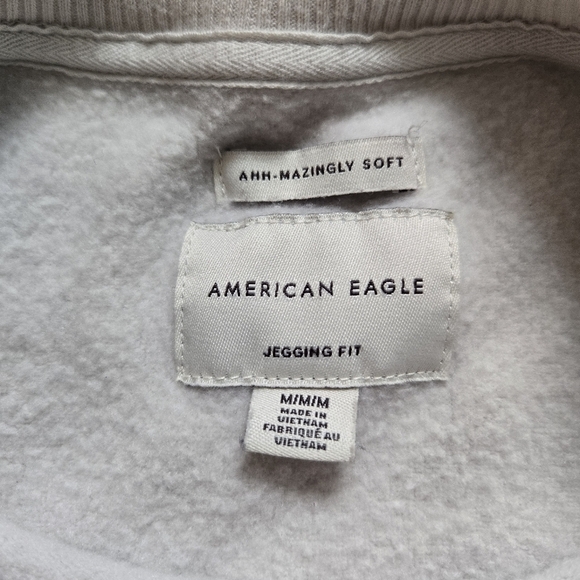 AHH-MAZINGLY SOFT
AMERICAN EAGLE
JEGGING FIT
M/M/M
MADE IN
VIETNAM
FABRIQUÉ AU
VIETNAM